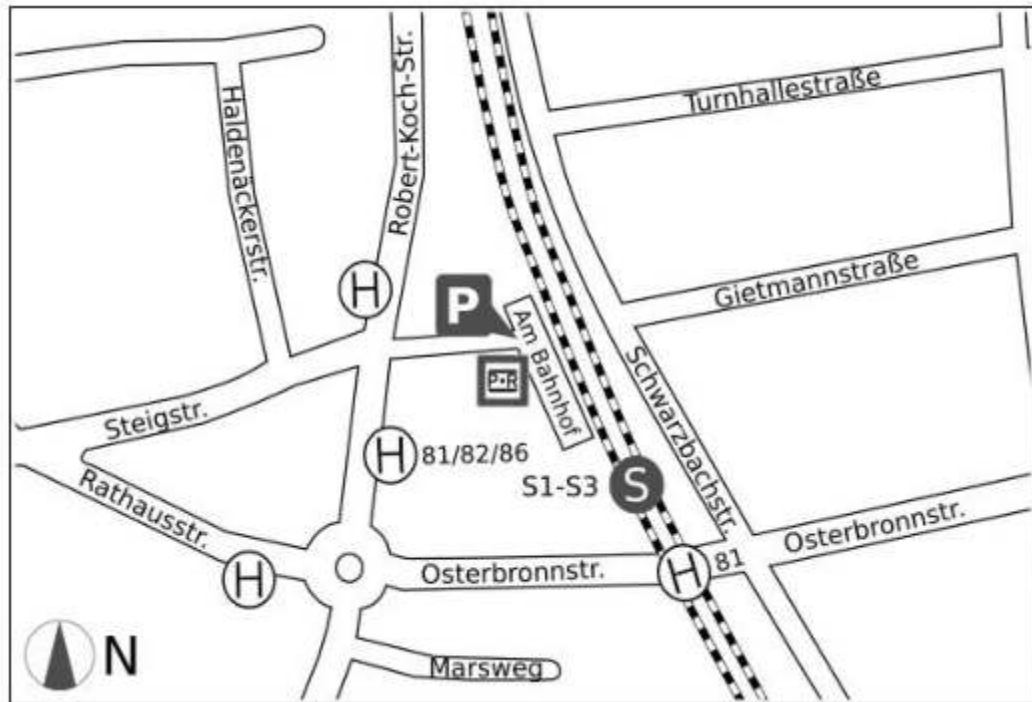 Turnhallestraße
Robert-Koch-Str.
Haldenäckerstr.
Gietmannstraße
H
P
Am Bahnhof
P+R
Schwarzbachstr.
Steigstr.
H 81/82/86
S1-S3 S
Rathausstr.
Osterbronnstr.
H
Osterbronnstr.
H 81
N
Marsweg